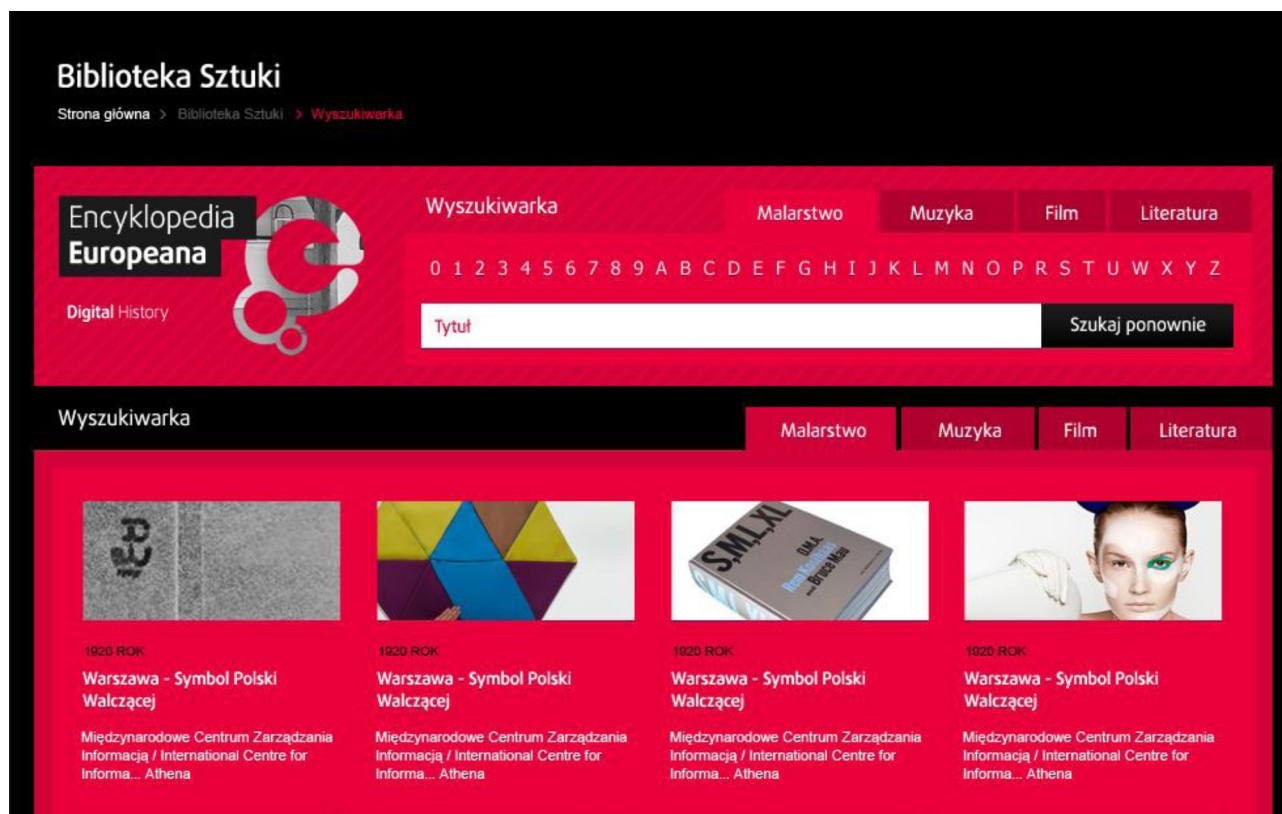 Biblioteka Sztuki
Strona główna > Biblioteka Sztuki > Wyszukiwarka
Encyklopedia
Europeana
Digital History
Wyszukiwarka
Malarstwo Muzyka Film Literatura
0 1 2 3 4 5 6 7 8 9 A B C D E F G H I J K L M N O P R S T U W X Y Z
Tytuł
Szukaj ponownie
Wyszukiwarka
Malarstwo Muzyka Film Literatura
S,M,L,XL
O.M.A.
Rem Koolhaas
and Bruce Mau
1920 ROK
Warszawa - Symbol Polski
Walczącej
Międzynarodowe Centrum Zarządzania
Informacją / International Centre for
Informa... Athena
1920 ROK
Warszawa - Symbol Polski
Walczącej
Międzynarodowe Centrum Zarządzania
Informacją / International Centre for
Informa... Athena
1920 ROK
Warszawa - Symbol Polski
Walczącej
Międzynarodowe Centrum Zarządzania
Informacją / International Centre for
Informa... Athena
1920 ROK
Warszawa - Symbol Polski
Walczącej
Międzynarodowe Centrum Zarządzania
Informacją / International Centre for
Informa... Athena